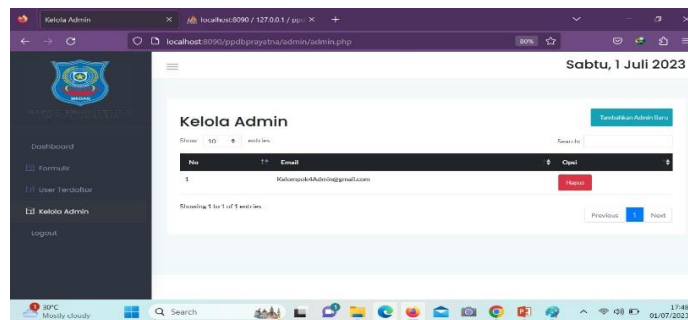 Kelola Admin
localhost:8090 / 127.0.0.1 / ppd
localhost:8090/ppdbprayatna/admin/admin.php
80%
MEDAN
Sabtu, 1 Juli 2023
Kelola Admin
Tambahkan Admin Baru
Show 10 entries
Search:
No Email Opsi
1 Kelompok4Admin@gmail.com Hapus
Showing 1 to 1 of 1 entries
Previous 1 Next
Dashboard
Formulir
User Terdaftar
Kelola Admin
Logout
30°C
Mostly cloudy
Search
17:48
01/07/2023